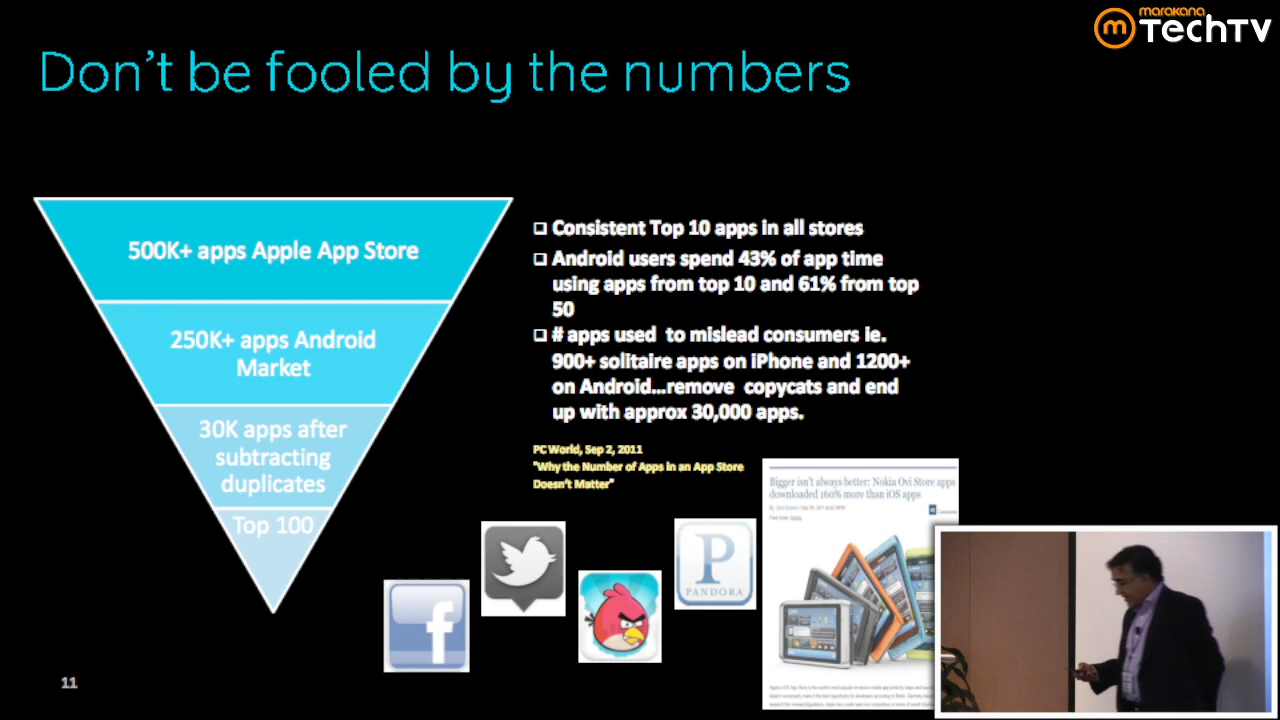 marakana
TechTV
Don't be fooled by the numbers
500K+ apps Apple App Store
250K+ apps Android
Market
30K apps after
subtracting
duplicates
Top 100
❑ Consistent Top 10 apps in all stores
❑ Android users spend 43% of app time
using apps from top 10 and 61% from top
50
❑ # apps used to mislead consumers ie.
900+ solitaire apps on iPhone and 1200+
on Android...remove copycats and end
up with approx 30,000 apps.
PC World, Sep 2, 2011
"Why the Number of Apps in an App Store
Doesn't Matter"
Bigger isn't always better: Nokia Ovi Store apps
downloaded 160% more than iOS apps
P
PANDORA
f
11